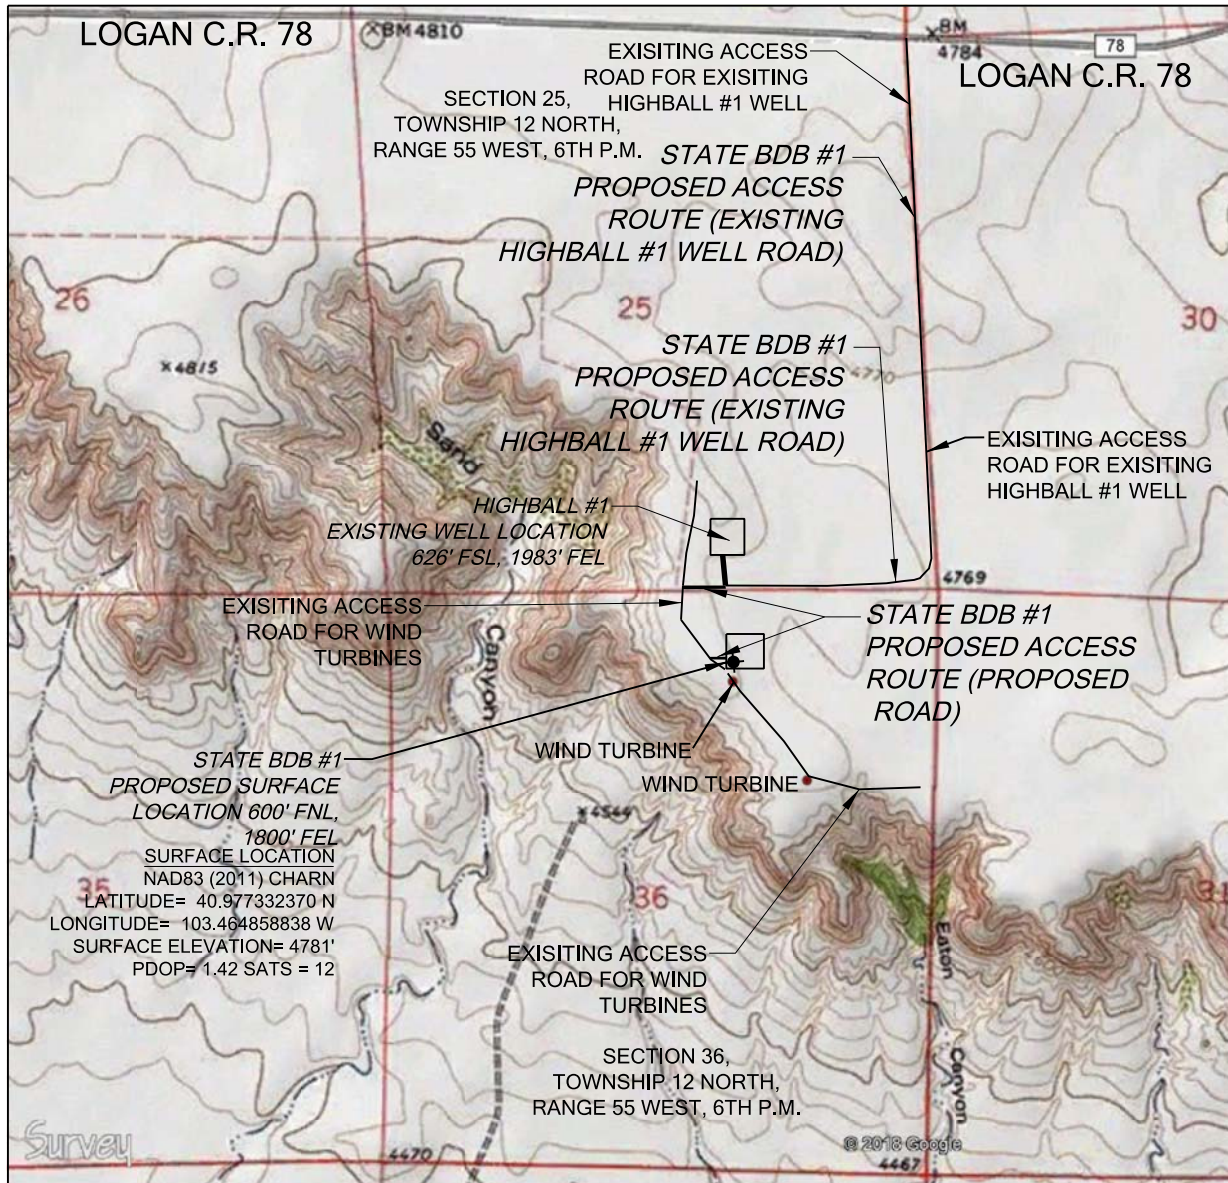 LOGAN C.R. 78
BM 4810
BM
4784
78
LOGAN C.R. 78
EXISITING ACCESS
ROAD FOR EXISITING
HIGHBALL #1 WELL
SECTION 25,
TOWNSHIP 12 NORTH,
RANGE 55 WEST, 6TH P.M.
STATE BDB #1
PROPOSED ACCESS
ROUTE (EXISTING
HIGHBALL #1 WELL ROAD)
26
25
30
4815
STATE BDB #1
PROPOSED ACCESS
ROUTE (EXISTING
HIGHBALL #1 WELL ROAD)
4770
Sand
EXISITING ACCESS
ROAD FOR EXISITING
HIGHBALL #1 WELL
HIGHBALL #1
EXISTING WELL LOCATION
626' FSL, 1983' FEL
4769
EXISITING ACCESS
ROAD FOR WIND
TURBINES
Canyon
STATE BDB #1
PROPOSED ACCESS
ROUTE (PROPOSED
ROAD)
WIND TURBINE
WIND TURBINE
STATE BDB #1
PROPOSED SURFACE
LOCATION 600' FNL,
1800' FEL
4544
SURFACE LOCATION
NAD83 (2011) CHARN
LATITUDE= 40.977332370 N
LONGITUDE= 103.464858838 W
SURFACE ELEVATION= 4781'
PDOP= 1.42 SATS = 12
35
36
Eaton
Canyon
EXISITING ACCESS
ROAD FOR WIND
TURBINES
SECTION 36,
TOWNSHIP 12 NORTH,
RANGE 55 WEST, 6TH P.M.
Survey
© 2018 Google
4470
4467